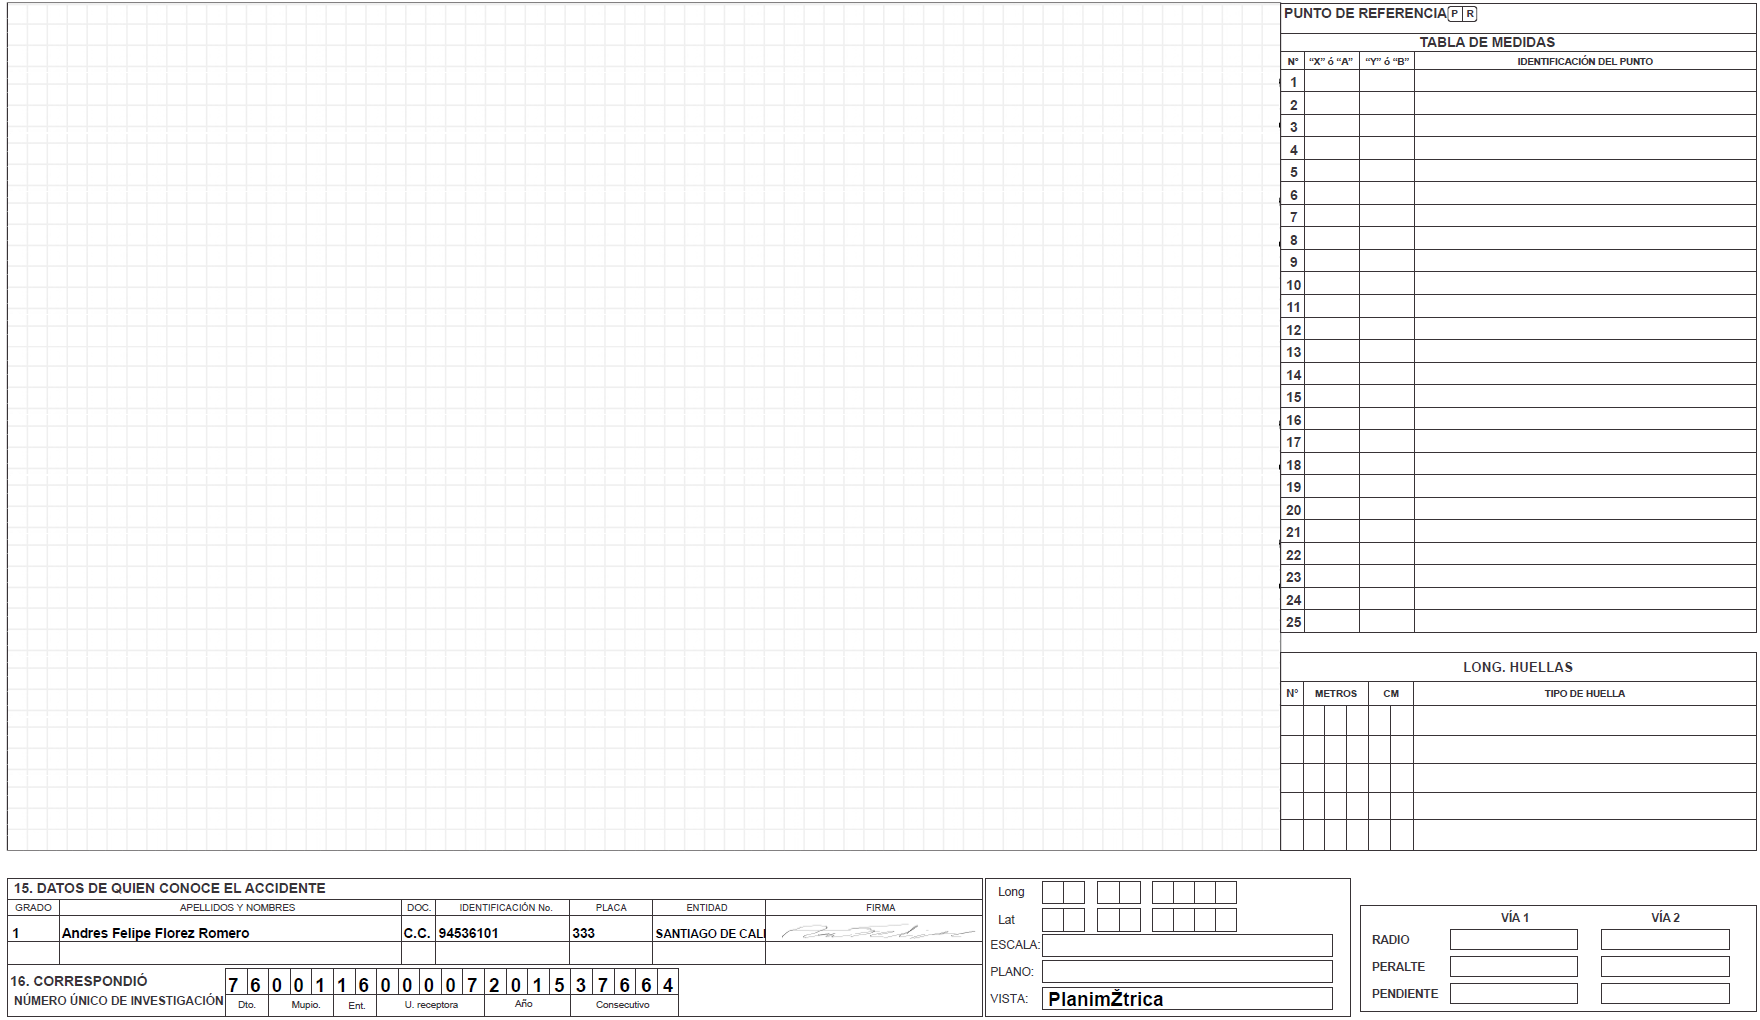 PUNTO DE REFERENCIA P R
TABLA DE MEDIDAS
N° “X” ó “A” “Y” ó “B” IDENTIFICACIÓN DEL PUNTO
1
2
3
4
5
6
7
8
9
10
11
12
13
14
15
16
17
18
19
20
21
22
23
24
25
LONG. HUELLAS
N° METROS CM TIPO DE HUELLA
15. DATOS DE QUIEN CONOCE EL ACCIDENTE
GRADO APELLIDOS Y NOMBRES DOC. IDENTIFICACIÓN No. PLACA ENTIDAD FIRMA
1 Andres Felipe Florez Romero C.C. 94536101 333 SANTIAGO DE CALI
16. CORRESPONDIÓ
NÚMERO ÚNICO DE INVESTIGACIÓN
7 6 0 0 1 1 6 0 0 0 0 7 2 0 1 5 3 7 6 6 4
Dto. Mupio. Ent. U. receptora Año Consecutivo
Long
Lat
ESCALA:
PLANO:
VISTA: PlanimŽtrica
VÍA 1 VÍA 2
RADIO
PERALTE
PENDIENTE